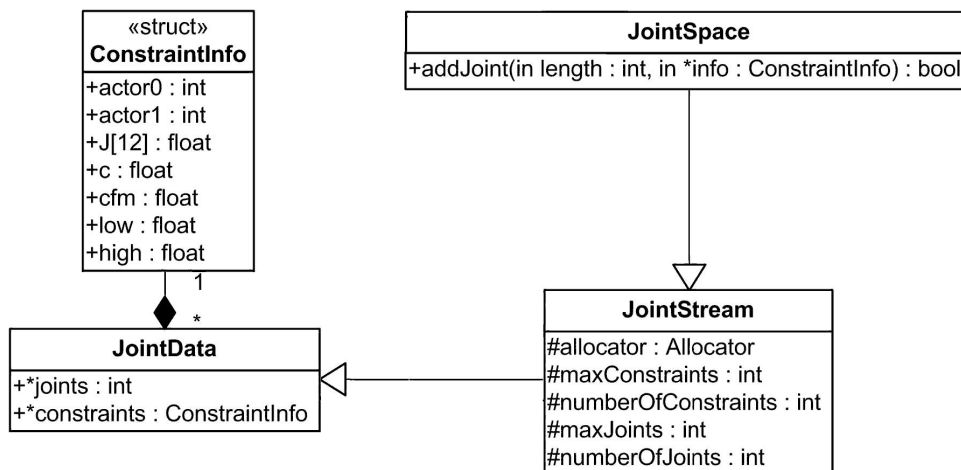 «struct»
ConstraintInfo
+actor0 : int
+actor1 : int
+J[12] : float
+c : float
+cfm : float
+low : float
+high : float
JointSpace
+addJoint(in length : int, in *info : ConstraintInfo) : bool
1
*
JointData
+*joints : int
+*constraints : ConstraintInfo
JointStream
#allocator : Allocator
#maxConstraints : int
#numberOfConstraints : int
#maxJoints : int
#numberOfJoints : int